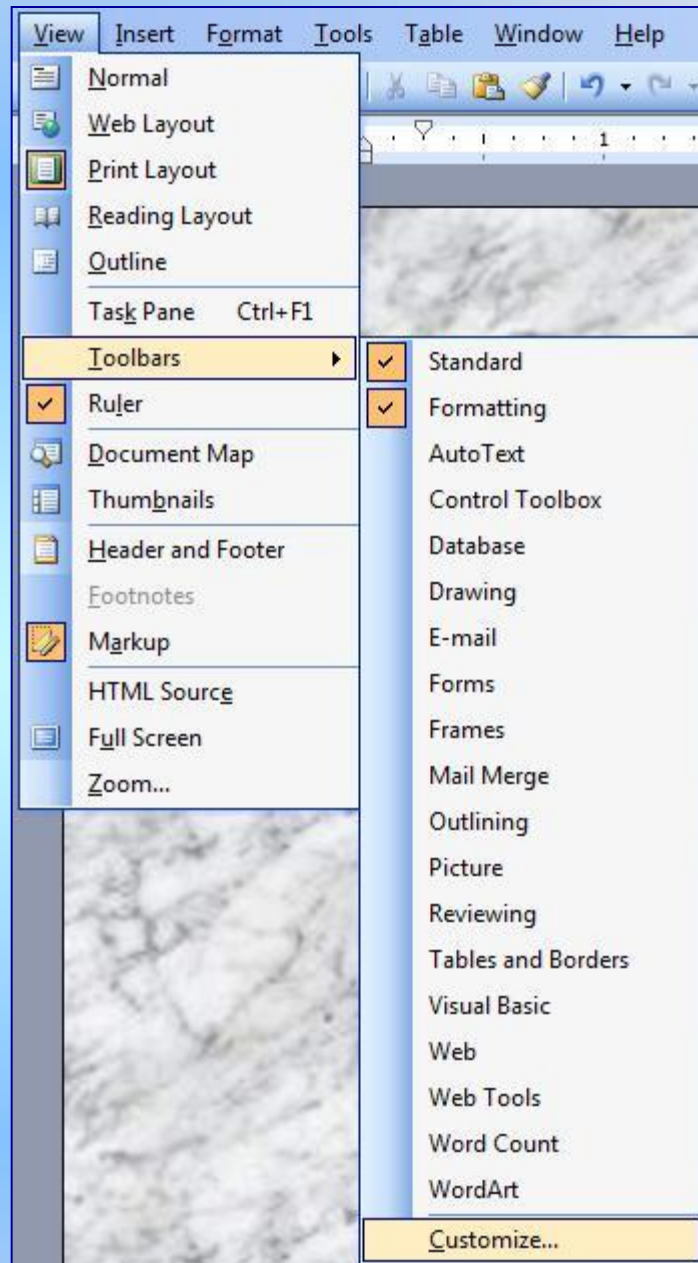 View Insert Format Tools Table Window Help
Normal
Web Layout
1
Print Layout
Reading Layout
Outline
Task Pane Ctrl+F1
Toolbars
Ruler
Document Map
Thumbnails
Header and Footer
Footnotes
Markup
HTML Source
Full Screen
Zoom...
Standard
Formatting
AutoText
Control Toolbox
Database
Drawing
E-mail
Forms
Frames
Mail Merge
Outlining
Picture
Reviewing
Tables and Borders
Visual Basic
Web
Web Tools
Word Count
WordArt
Customize...